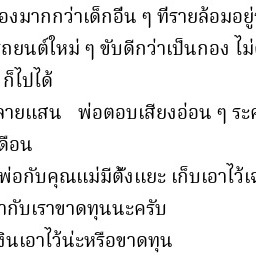 องมากกว่าเด็กอื่น ๆ ที่รายล้อมอยู่
รถยนต์ใหม่ ๆ ขับดีกว่าเป็นกอง ไม่
ก็ไปได้
ลายแสน พ่อตอบเสียงอ่อน ๆ ระค
ดือน
พ่อกับคุณแม่มีตั้งแยะ เก็บเอาไว้เฉ
ากับเราขาดทุนนะครับ
งินเอาไว้น่ะหรือขาดทุน